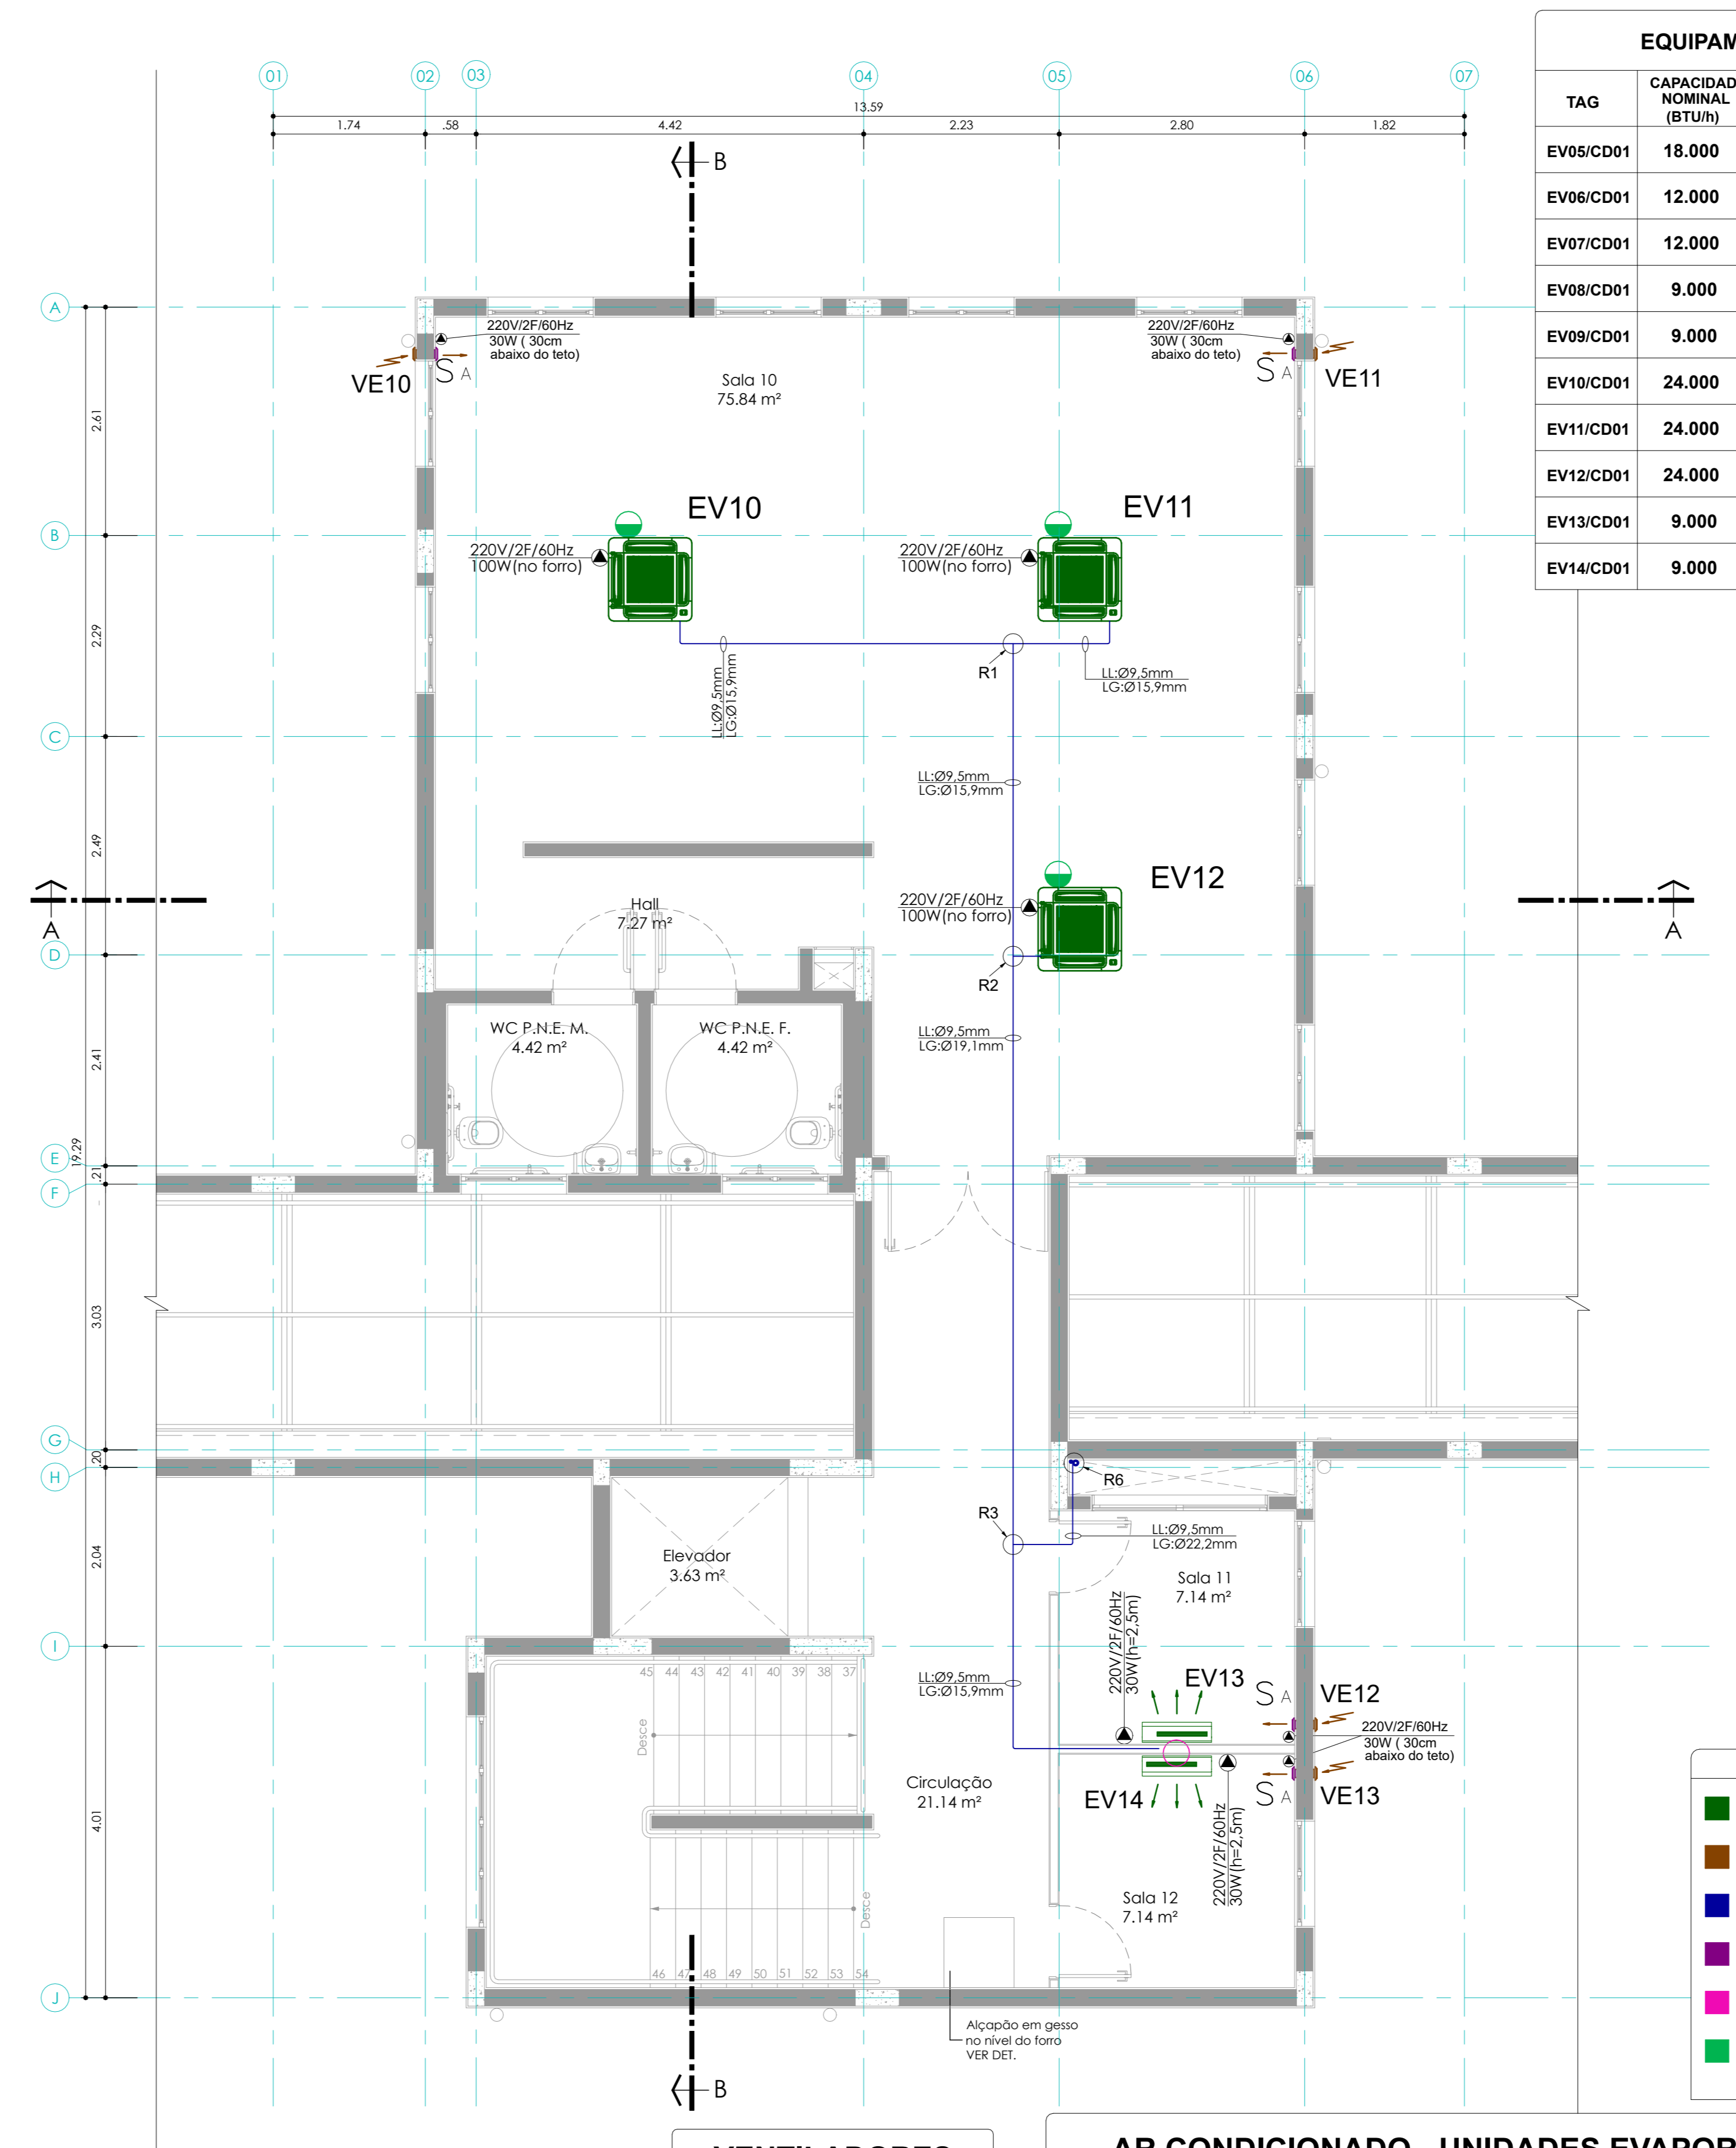 EQUIPAM
TAG
CAPACIDAD
NOMINAL
(BTU/h)
EV05/CD01 18.000
EV06/CD01 12.000
EV07/CD01 12.000
EV08/CD01 9.000
EV09/CD01 9.000
EV10/CD01 24.000
EV11/CD01 24.000
EV12/CD01 24.000
EV13/CD01 9.000
EV14/CD01 9.000
01 02 03 04 05 06 07
13.59
1.74 .58 4.42 2.23 2.80 1.82
B
A
220V/2F/60Hz
30W ( 30cm
abaixo do teto)
VE10
S A
Sala 10
75.84 m²
220V/2F/60Hz
30W ( 30cm
abaixo do teto)
S A
VE11
2.61
EV10
EV11
B
220V/2F/60Hz
100W(no forro)
220V/2F/60Hz
100W(no forro)
2.29
R1
LL:Ø9,5mm
LG:Ø15,9mm
LL:Ø9,5mm
LG:Ø15,9mm
C
LL:Ø9,5mm
LG:Ø15,9mm
2.49
EV12
220V/2F/60Hz
100W(no forro)
Hall
7.27 m²
A
A
D
R2
WC P.N.E. M.
4.42 m²
WC P.N.E. F.
4.42 m²
LL:Ø9,5mm
LG:Ø19,1mm
2.41
19.29
E
.21
F
3.03
G
.20
H
R6
R3
LL:Ø9,5mm
LG:Ø22,2mm
2.04
Elevador
3.63 m²
Sala 11
7.14 m²
220V/2F/60Hz
30W(h=2,5m)
I
45 44 43 42 41 40 39 38 37
LL:Ø9,5mm
LG:Ø15,9mm
EV13
S A
VE12
Desce
220V/2F/60Hz
30W ( 30cm
abaixo do teto)
Circulação
21.14 m²
EV14
S A
VE13
4.01
220V/2F/60Hz
30W(h=2,5m)
Desce
Sala 12
7.14 m²
46 47 48 49 50 51 52 53 54
J
Alçapão em gesso
no nível do forro
VER DET.
B
VENTILADORES
AR CONDICIONADO - UNIDADES EVAPOR